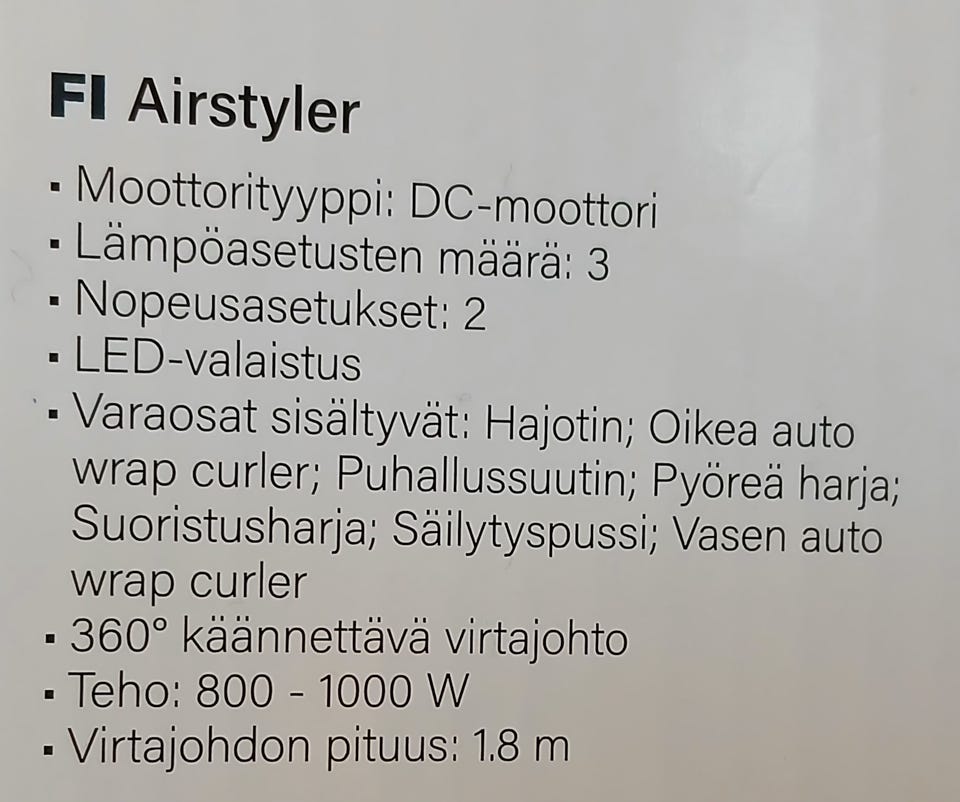 FI Airstyler
▪ Moottorityyppi: DC-moottori
▪ Lämpöasetusten määrä: 3
▪ Nopeusasetukset: 2
▪ LED-valaistus
▪ Varaosat sisältyvät: Hajotin; Oikea auto
wrap curler; Puhallussuutin; Pyöreä harja;
Suoristusharja; Säilytyspussi; Vasen auto
wrap curler
▪ 360° käännettävä virtajohto
▪ Teho: 800 - 1000 W
▪ Virtajohdon pituus: 1.8 m